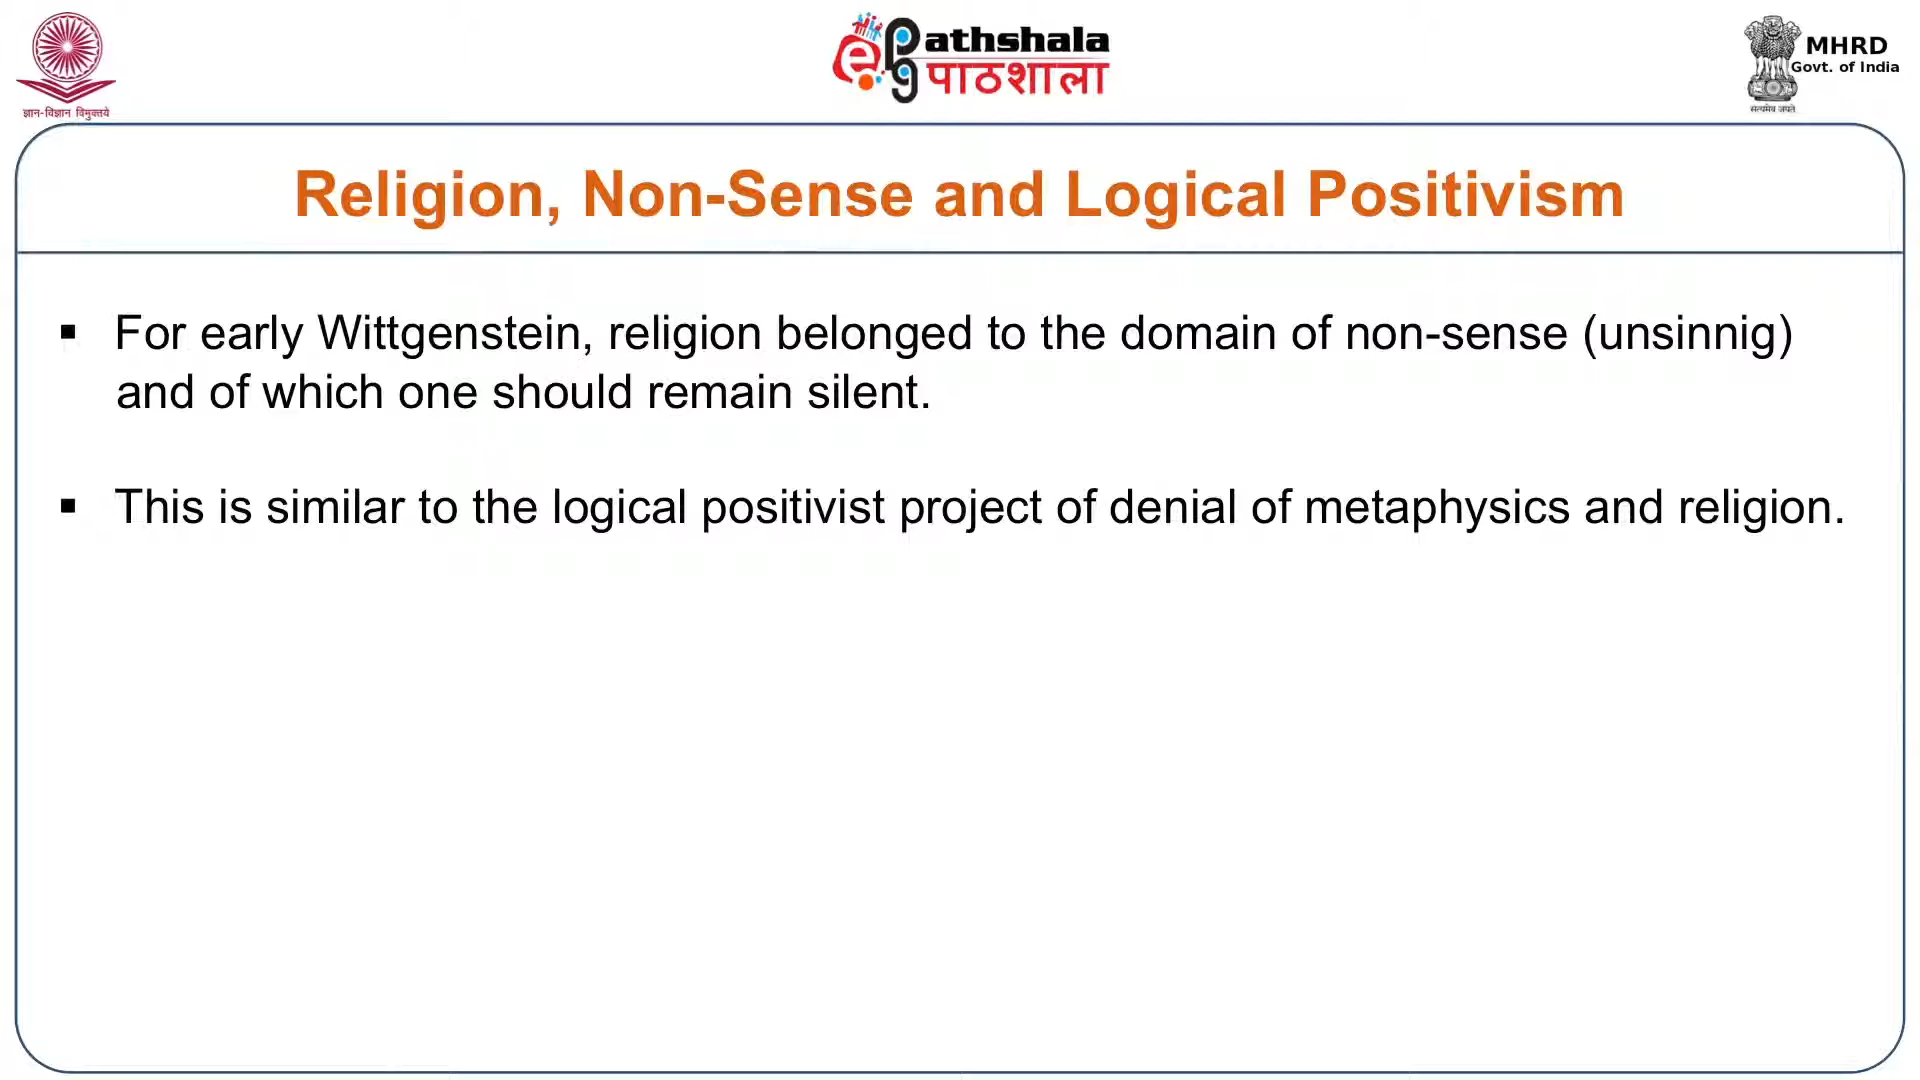 ज्ञान-विज्ञान विमुक्तये
e Pg Pathshala
पाठशाला
MHRD
Govt. of India
सत्यमेव जयते
Religion, Non-Sense and Logical Positivism
▪ For early Wittgenstein, religion belonged to the domain of non-sense (unsinnig)
and of which one should remain silent.
▪ This is similar to the logical positivist project of denial of metaphysics and religion.